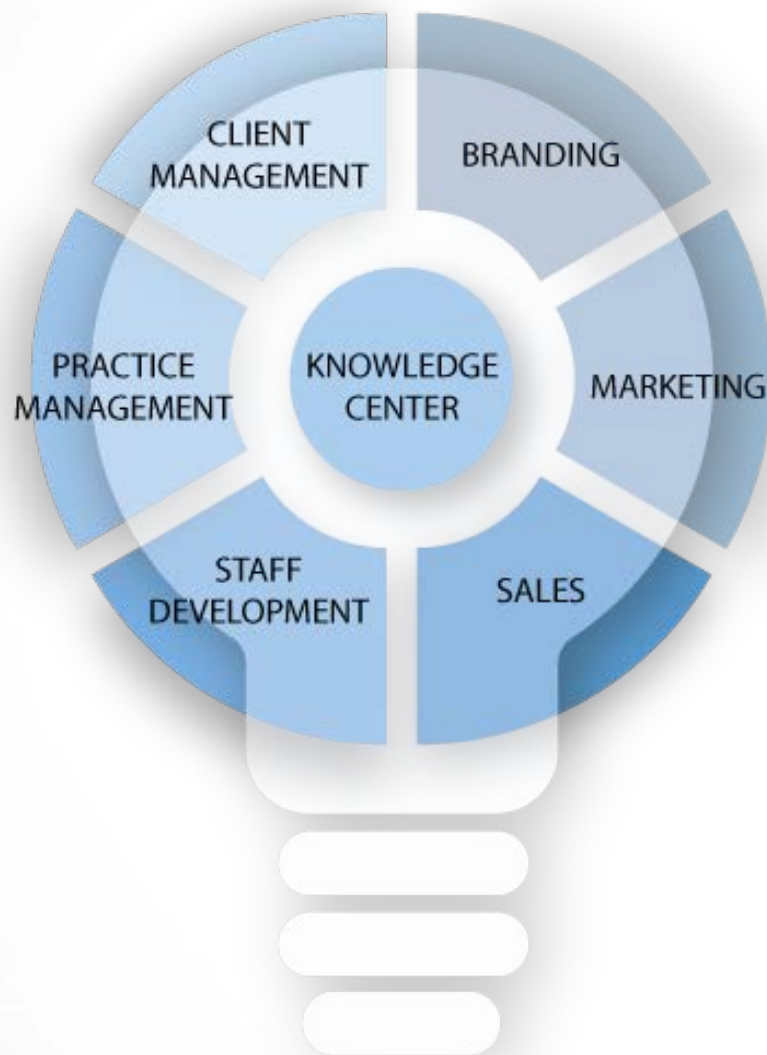 CLIENT
MANAGEMENT
BRANDING
PRACTICE
MANAGEMENT
KNOWLEDGE
CENTER
MARKETING
STAFF
DEVELOPMENT
SALES